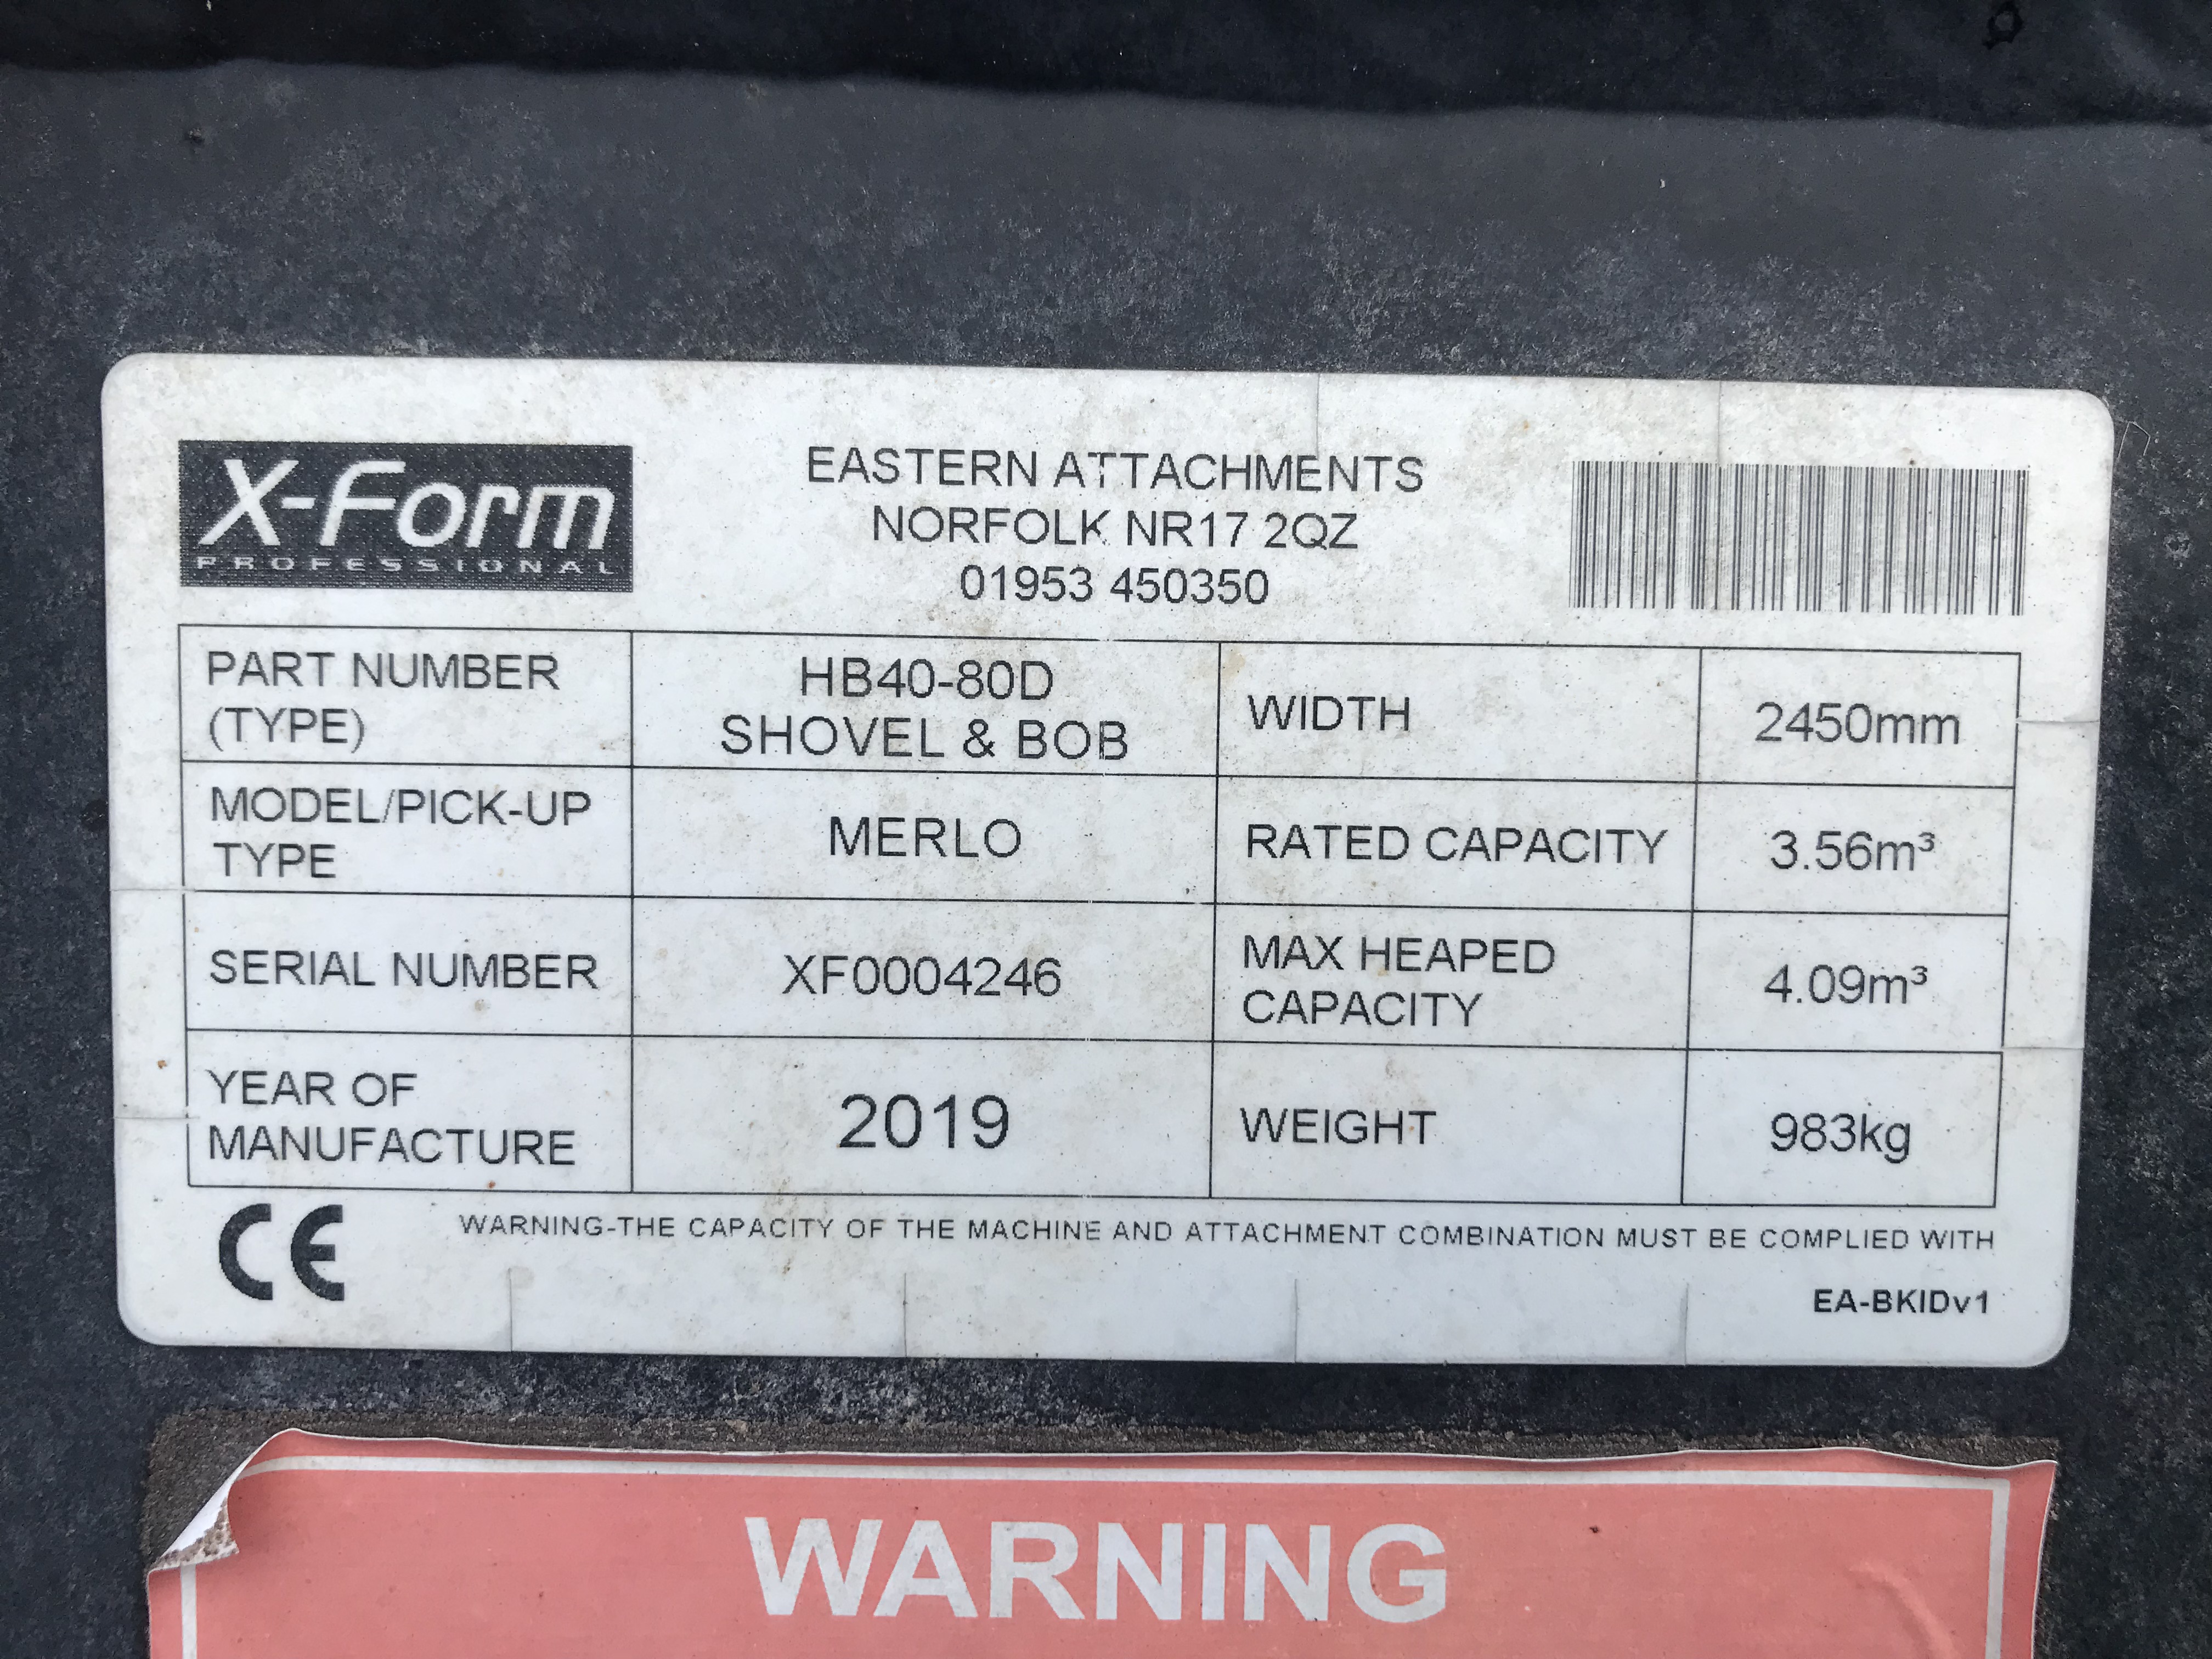 X-Form
PROFESSIONAL
EASTERN ATTACHMENTS
NORFOLK NR17 2QZ
01953 450350
PART NUMBER
(TYPE)
HB40-80D
SHOVEL & BOB
WIDTH
2450mm
MODEL/PICK-UP
TYPE
MERLO
RATED CAPACITY
3.56m³
SERIAL NUMBER
XF0004246
MAX HEAPED
CAPACITY
4.09m³
YEAR OF
MANUFACTURE
2019
WEIGHT
983kg
CE
WARNING-THE CAPACITY OF THE MACHINE AND ATTACHMENT COMBINATION MUST BE COMPLIED WITH
EA-BKIDv1
WARNING